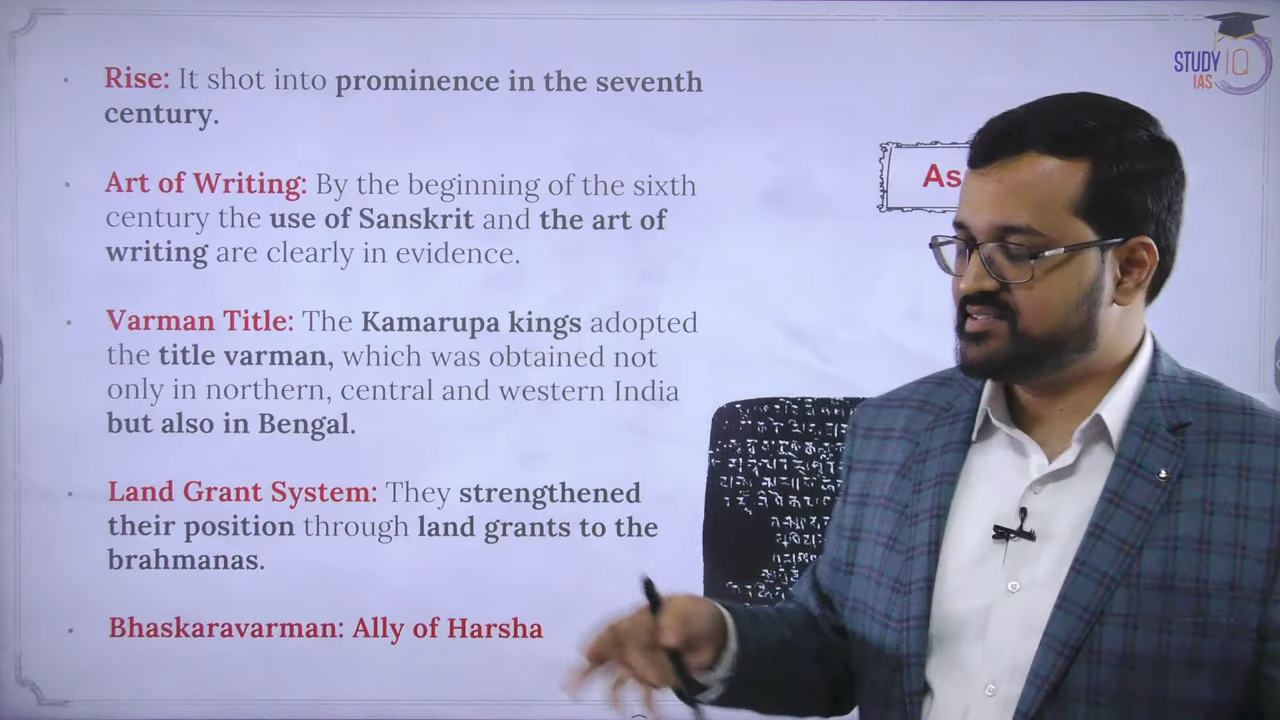 Rise: It shot into prominence in the seventh
century.
Art of Writing: By the beginning of the sixth
century the use of Sanskrit and the art of
writing are clearly in evidence.
Varman Title: The Kamarupa kings adopted
the title varman, which was obtained not
only in northern, central and western India
but also in Bengal.
Land Grant System: They strengthened
their position through land grants to the
brahmanas.
Bhaskaravarman: Ally of Harsha
STUDY IQ
IAS